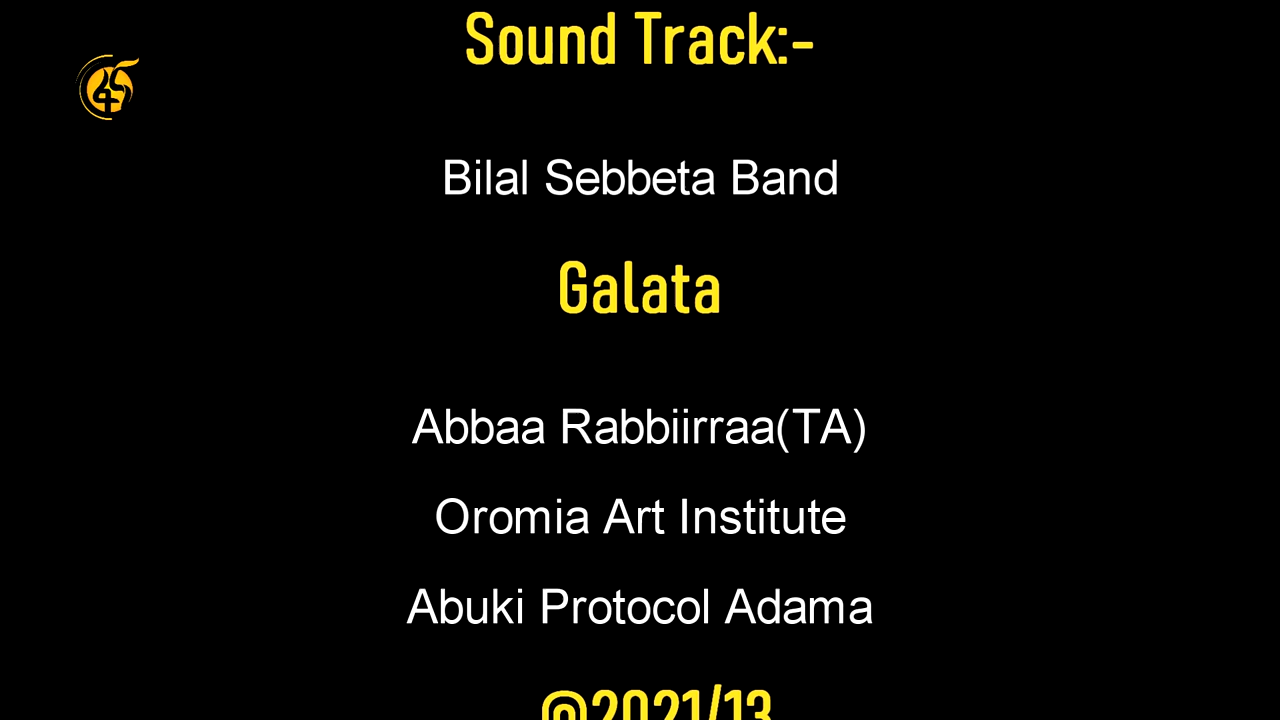 Sound Track:-
Bilal Sebbeta Band
Galata
Abbaa Rabbiirraa(TA)
Oromia Art Institute
Abuki Protocol Adama
@2021/13